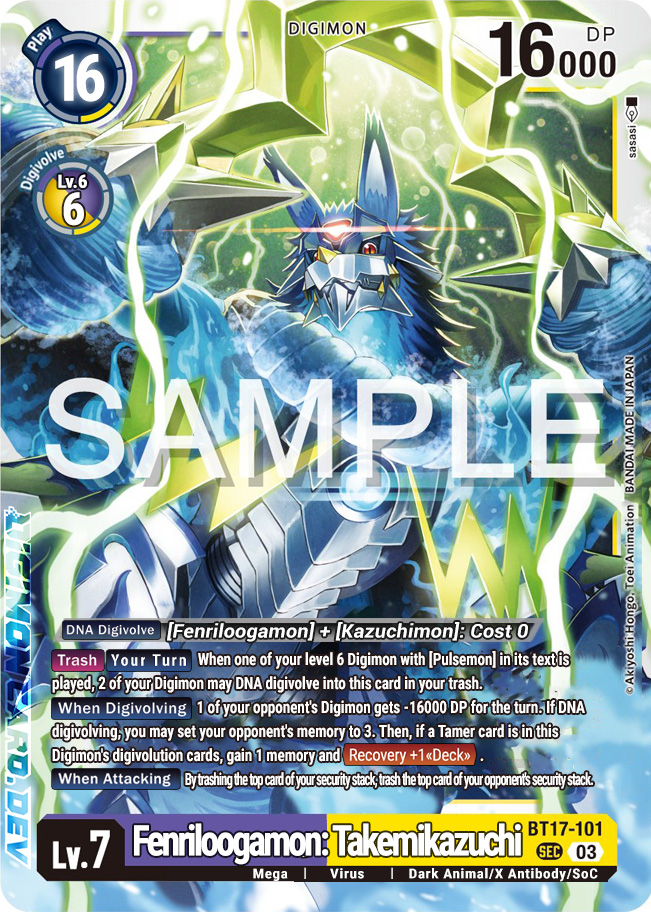 Play
16
DIGIMON
16000
DP
sasasi
Digivolve
Lv.6
6
SAMPLE
©Akiyoshi Hongo, Toei Animation BANDAI MADE IN JAPAN
DIGIMONCARD.DEV
DNA Digivolve [Fenriloogamon] + [Kazuchimon]: Cost 0
Trash Your Turn When one of your level 6 Digimon with [Pulsemon] in its text is
played, 2 of your Digimon may DNA digivolve into this card in your trash.
When Digivolving 1 of your opponent's Digimon gets -16000 DP for the turn. If DNA
digivolving, you may set your opponent's memory to 3. Then, if a Tamer card is in this
Digimon's digivolution cards, gain 1 memory and Recovery +1«Deck» .
When Attacking By trashing the top card of your security stack, trash the top card of your opponent's security stack.
Lv.7
Fenriloogamon: Takemikazuchi
BT17-101
SEC 03
Mega | Virus | Dark Animal/X Antibody/SoC